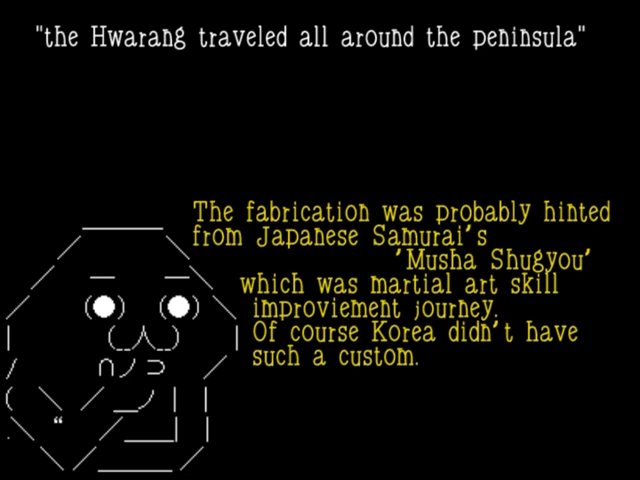 "the Hwarang traveled all around the peninsula"
The fabrication was probably hinted
from Japanese Samurai's
'Musha Shugyou'
which was martial art skill
improviement journey.
Of course Korea didn't have
such a custom.